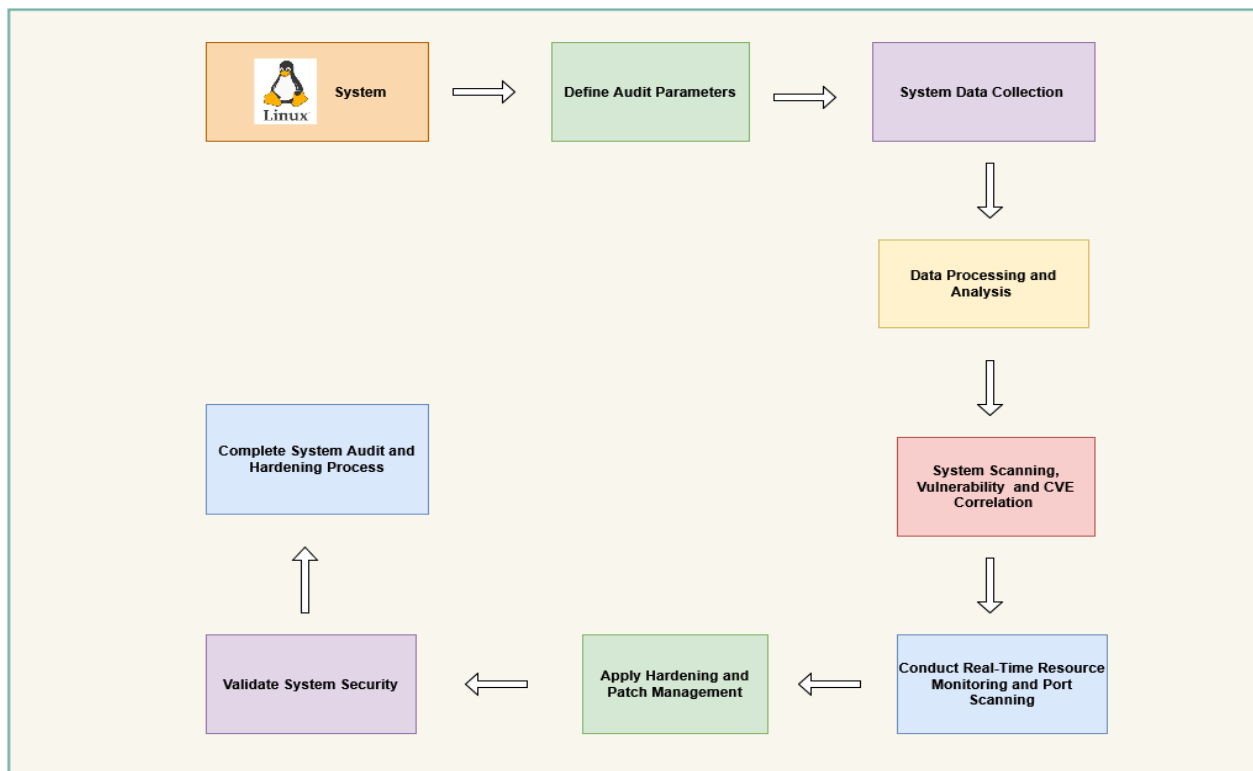 Linux
System
Define Audit Parameters
System Data Collection
Data Processing and
Analysis
System Scanning,
Vulnerability and CVE
Correlation
Conduct Real-Time Resource
Monitoring and Port
Scanning
Apply Hardening and
Patch Management
Validate System Security
Complete System Audit and
Hardening Process